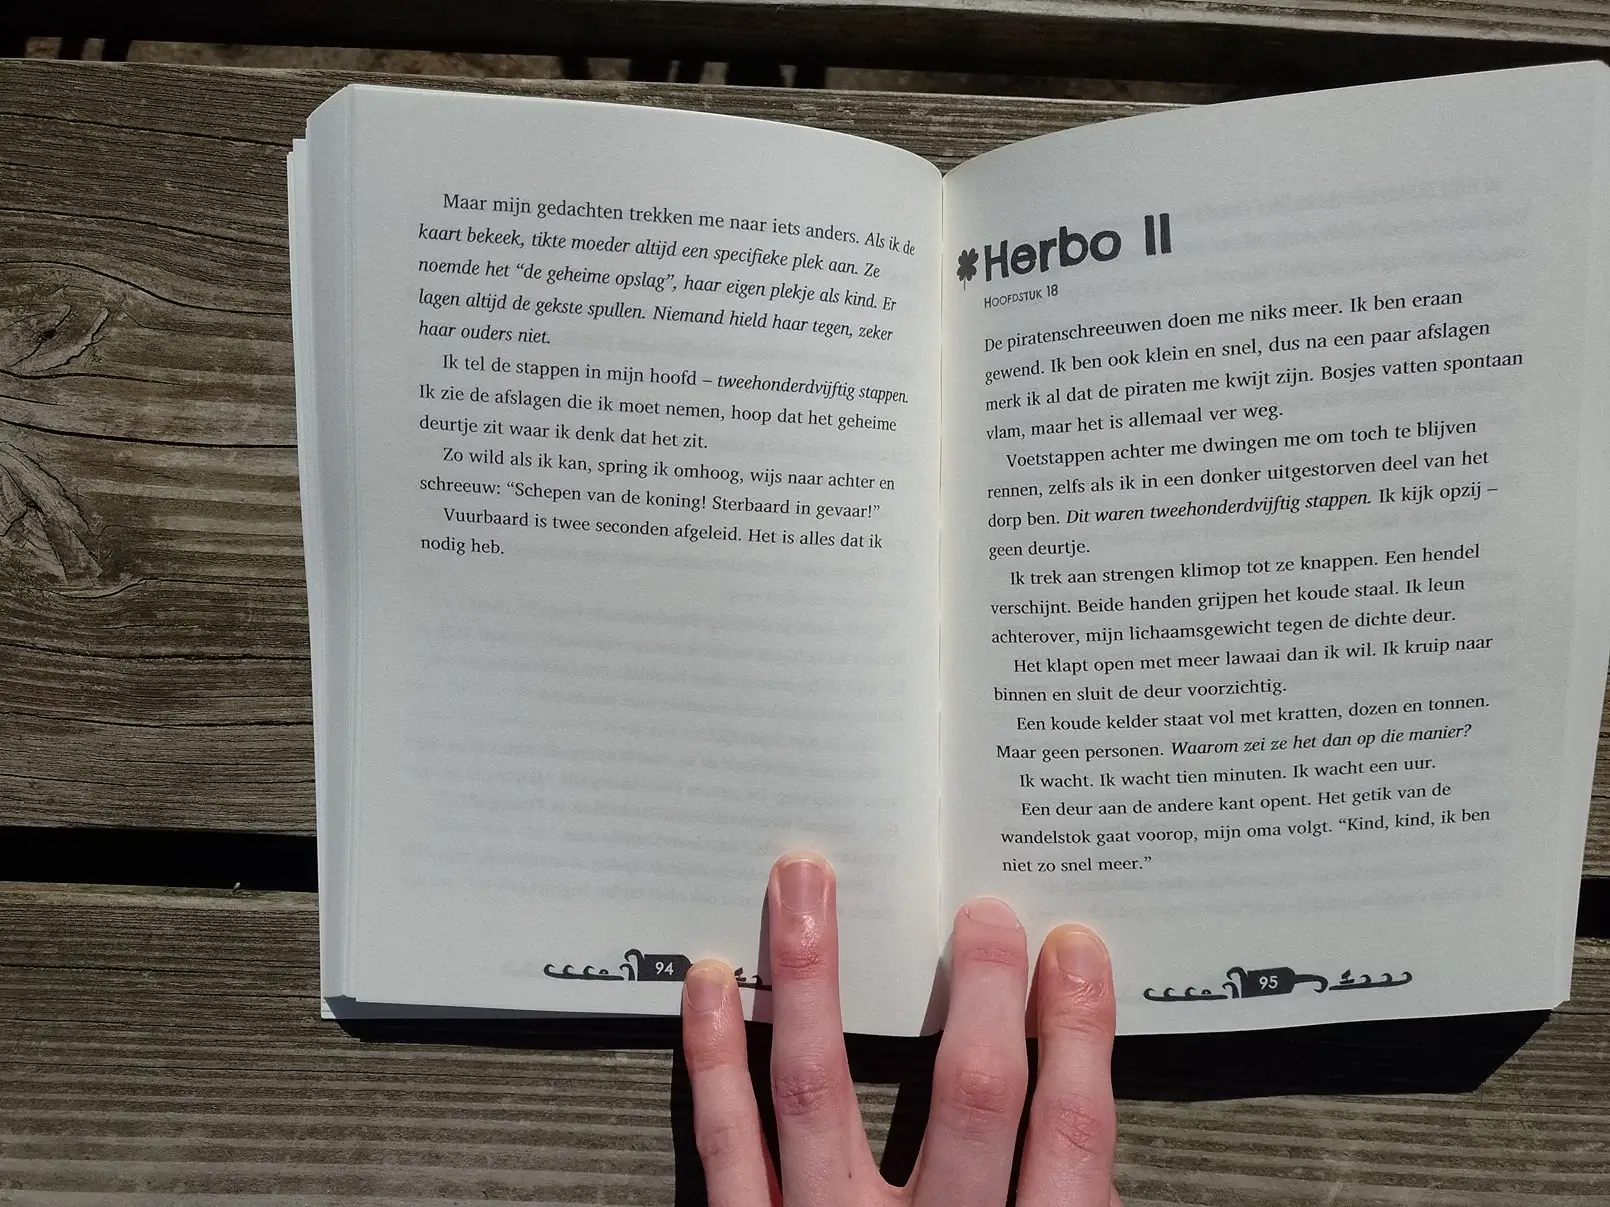 Maar mijn gedachten trekken me naar iets anders. Als ik de
kaart bekeek, tikte moeder altijd een specifieke plek aan. Ze
noemde het “de geheime opslag”, haar eigen plekje als kind. Er
lagen altijd de gekste spullen. Niemand hield haar tegen, zeker
haar ouders niet.
Ik tel de stappen in mijn hoofd – tweehonderdvijftig stappen.
Ik zie de afslagen die ik moet nemen, hoop dat het geheime
deurtje zit waar ik denk dat het zit.
Zo wild als ik kan, spring ik omhoog, wijs naar achter en
schreeuw: “Schepen van de koning! Sterbaard in gevaar!”
Vuurbaard is twee seconden afgeleid. Het is alles dat ik
nodig heb.
94
Herbo II
Hoofdstuk 18
De piratenschreeuwen doen me niks meer. Ik ben eraan
gewend. Ik ben ook klein en snel, dus na een paar afslagen
merk ik al dat de piraten me kwijt zijn. Bosjes vatten spontaan
vlam, maar het is allemaal ver weg.
Voetstappen achter me dwingen me om toch te blijven
rennen, zelfs als ik in een donker uitgestorven deel van het
dorp ben. Dit waren tweehonderdvijftig stappen. Ik kijk opzij –
geen deurtje.
Ik trek aan strengen klimop tot ze knappen. Een hendel
verschijnt. Beide handen grijpen het koude staal. Ik leun
achterover, mijn lichaamsgewicht tegen de dichte deur.
Het klapt open met meer lawaai dan ik wil. Ik kruip naar
binnen en sluit de deur voorzichtig.
Een koude kelder staat vol met kratten, dozen en tonnen.
Maar geen personen. Waarom zei ze het dan op die manier?
Ik wacht. Ik wacht tien minuten. Ik wacht een uur.
Een deur aan de andere kant opent. Het getik van de
wandelstok gaat voorop, mijn oma volgt. “Kind, kind, ik ben
niet zo snel meer.”
95